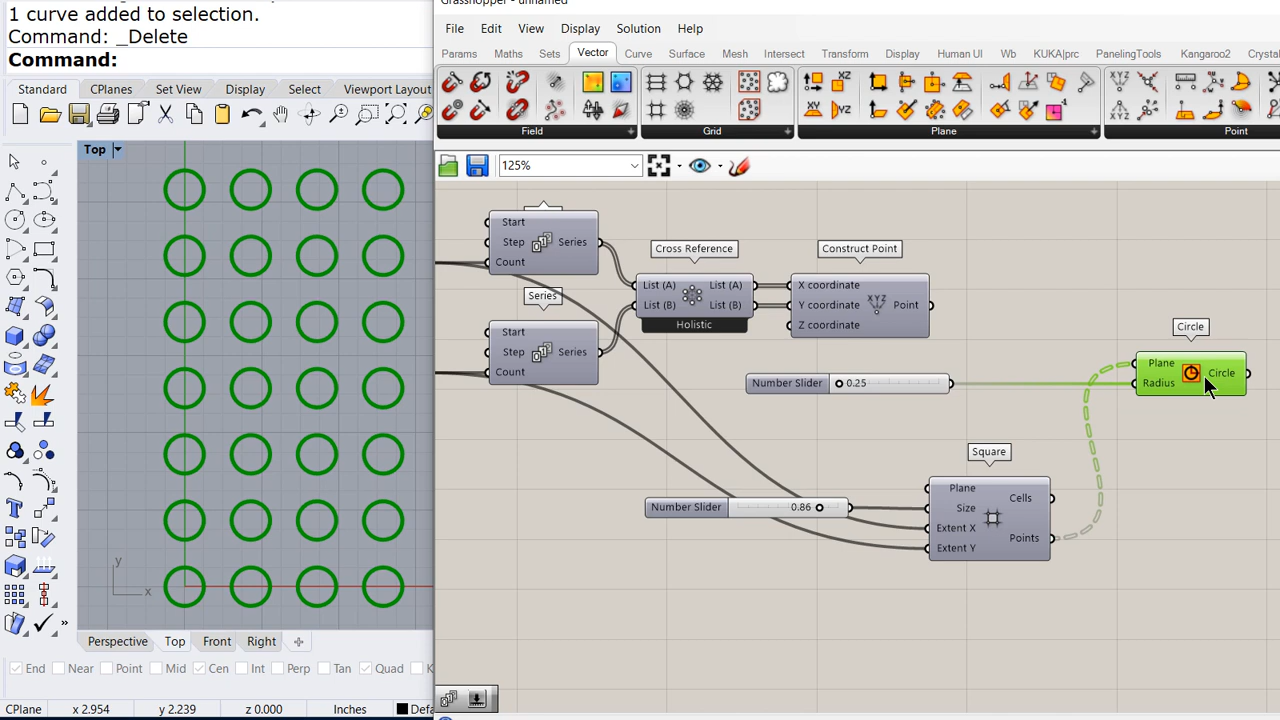 1 curve added to selection.
Command: _Delete
Command:
Standard CPlanes Set View Display Select Viewport Layout
Top
y
x
Perspective Top Front Right
End Near Point Mid Cen Int Perp Tan Quad K
CPlane x 2.954 y 2.239 z 0.000 Inches Defa
Grasshopper - unnamed
File Edit View Display Solution Help
Params Maths Sets Vector Curve Surface Mesh Intersect Transform Display Human UI Wb KUKA|prc PanelingTools Kangaroo2 Crysta
Field Grid Plane Point
125%
Start
Step Series
Count
Series
Start
Step Series
Count
Cross Reference
List (A) List (A)
List (B) List (B)
Holistic
Construct Point
X coordinate
Y coordinate Point
Z coordinate
Number Slider 0.25
Circle
Plane
Radius Circle
Square
Number Slider 0.86
Plane
Size
Extent X
Extent Y
Cells
Points